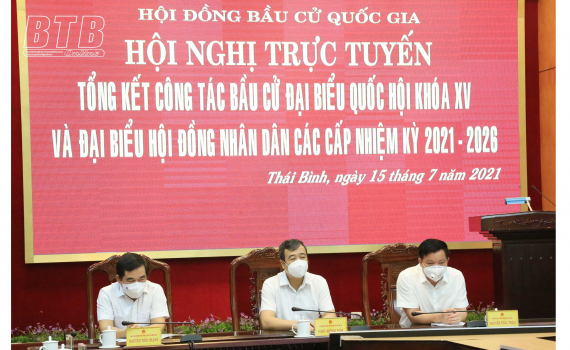 BTB
HỘI ĐỒNG BẦU CỬ QUỐC GIA
HỘI NGHỊ TRỰC TUYẾN
TỔNG KẾT CÔNG TÁC BẦU CỬ ĐẠI BIỂU QUỐC HỘI KHÓA XV
VÀ ĐẠI BIỂU HỘI ĐỒNG NHÂN DÂN CÁC CẤP NHIỆM KỲ 2021 - 2026
Thái Bình, ngày 15 tháng 7 năm 2021